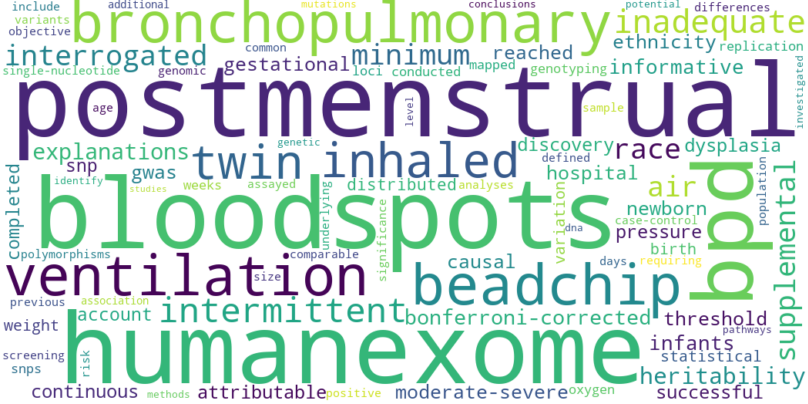 include additional mutations conclusions potential
variants bronchopulmonary differences
objective common inadequate
interrogated minimum reached ethnicity replication
single-nucleotide genomic gestational loci conducted mapped genotyping informative investigated
postmenstrual
age level sample
explanations genetic discovery race dysplasia
snp gwas twin inhaled defined hospital
identify weeks assayed distributed analyses air
completed studies bloodspots underlying significance variation newborn population bpd supplemental
case-control dna pressure
polymorphisms ventilation comparable causal days birth requiring
size beadchip
previous association intermittent bonferroni-corrected threshold pathways
weight account humanexome infants
screening risk statistical
snps heritability
continuous methods attributable positive moderate-severe oxygen successful